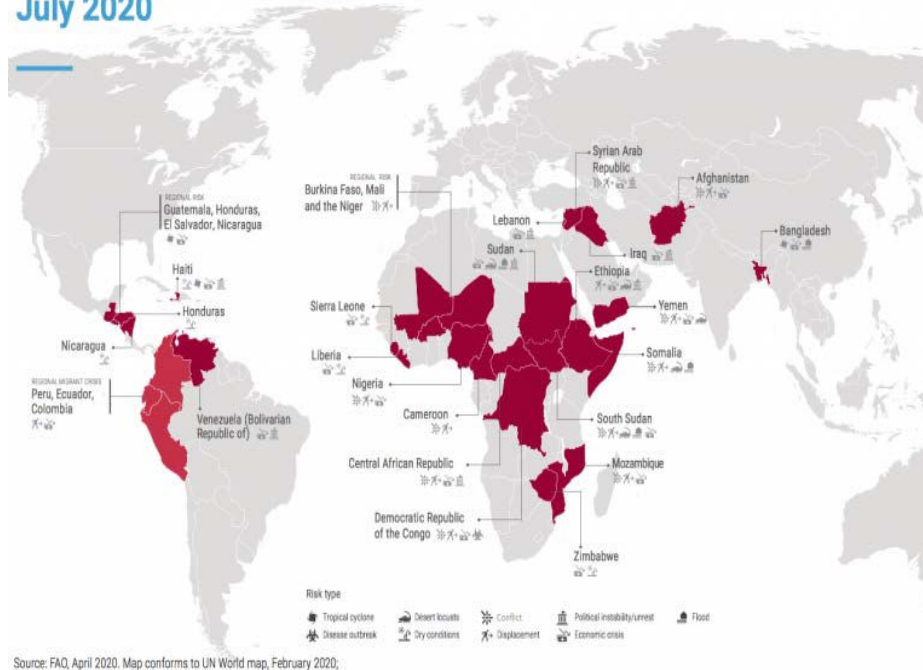 July 2020
REGIONAL RISK
Guatemala, Honduras,
El Salvador, Nicaragua
Haiti
Honduras
Nicaragua
REGIONAL MIGRANT CRISIS
Peru, Ecuador,
Colombia
Venezuela (Bolivarian
Republic of)
REGIONAL RISK
Burkina Faso, Mali
and the Niger
Sierra Leone
Liberia
Nigeria
Cameroon
Central African Republic
Democratic Republic
of the Congo
Syrian Arab
Republic
Lebanon
Sudan
Iraq
Ethiopia
Afghanistan
Bangladesh
Yemen
Somalia
South Sudan
Mozambique
Zimbabwe
Risk type
Tropical cyclone
Desert locusts
Conflict
Political instability/unrest
Flood
Disease outbreak
Dry conditions
Displacement
Economic crisis
Source: FAO, April 2020. Map conforms to UN World map, February 2020;